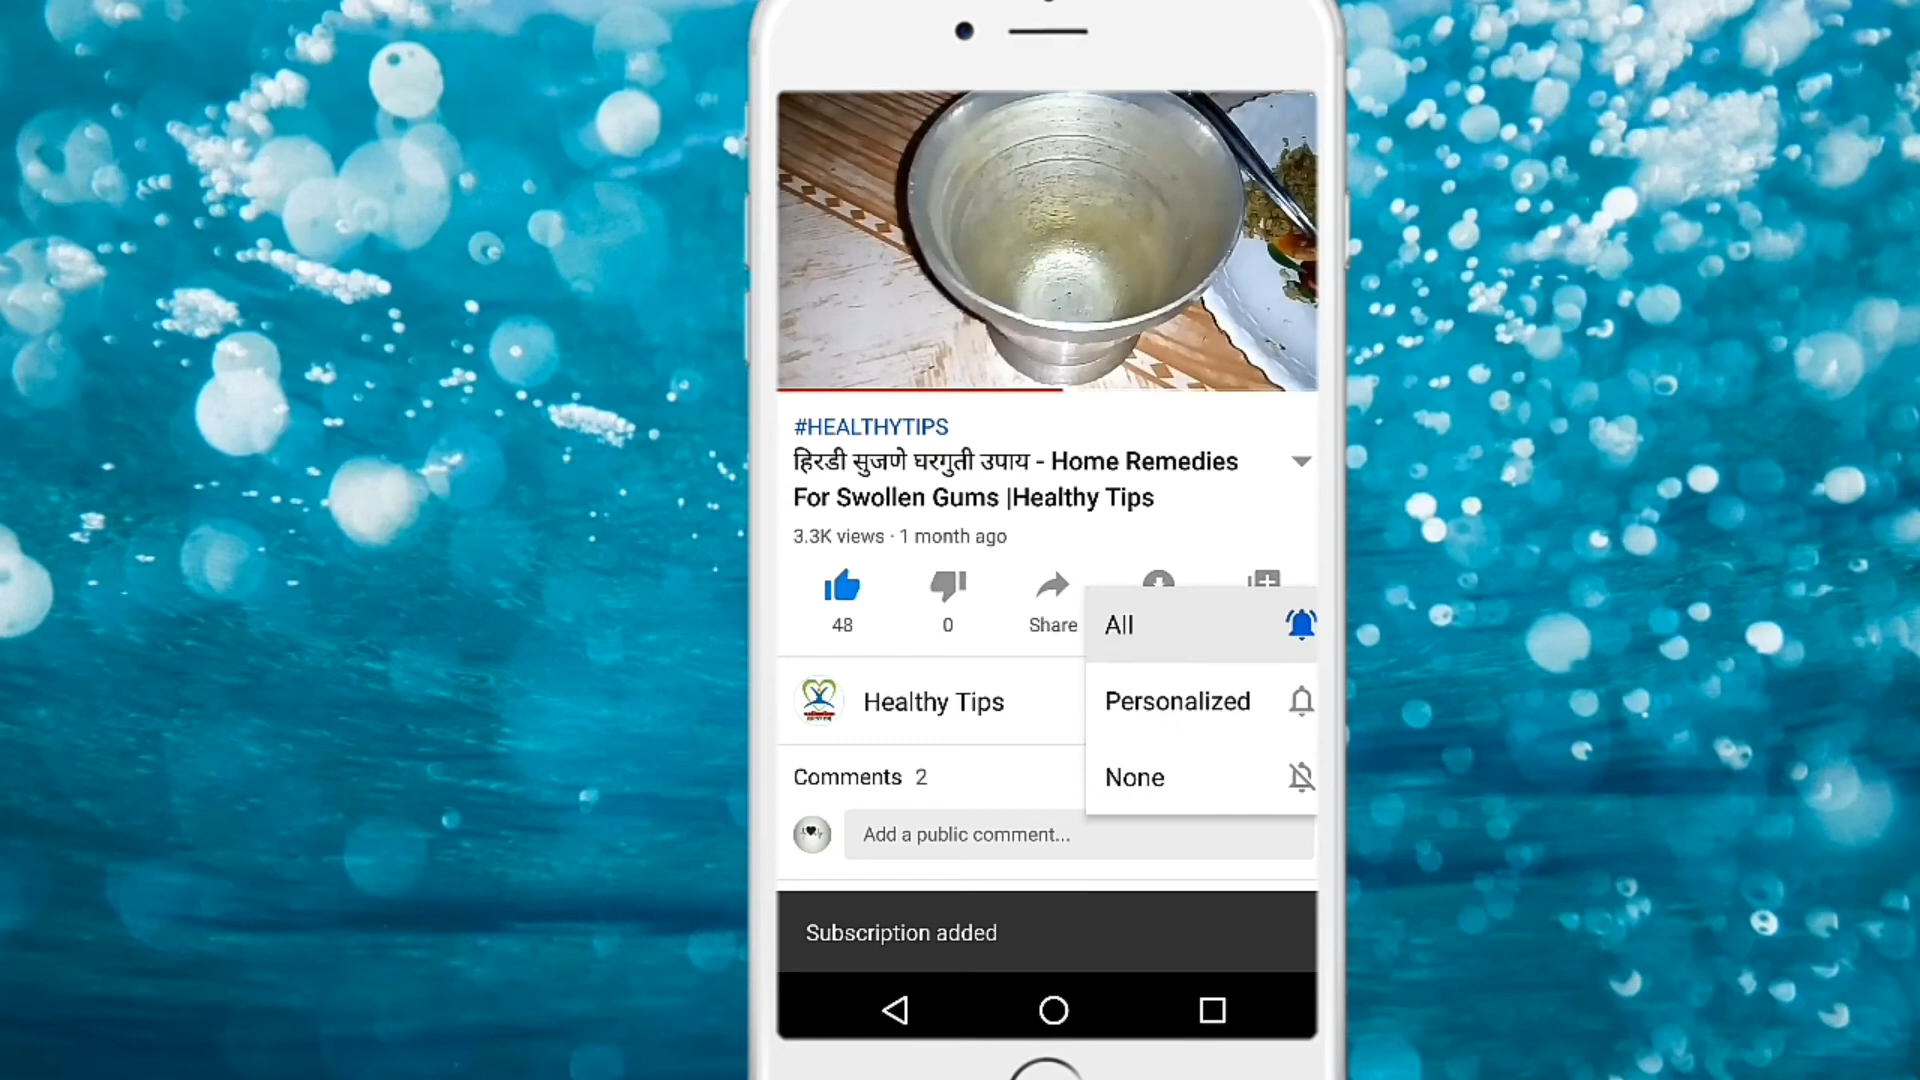 #HEALTHYTIPS
हिरडी सुजणे घरगुती उपाय - Home Remedies
For Swollen Gums |Healthy Tips
3.3K views · 1 month ago
48
0
Share
All
Healthy Tips
Personalized
Comments 2
None
Add a public comment...
Subscription added